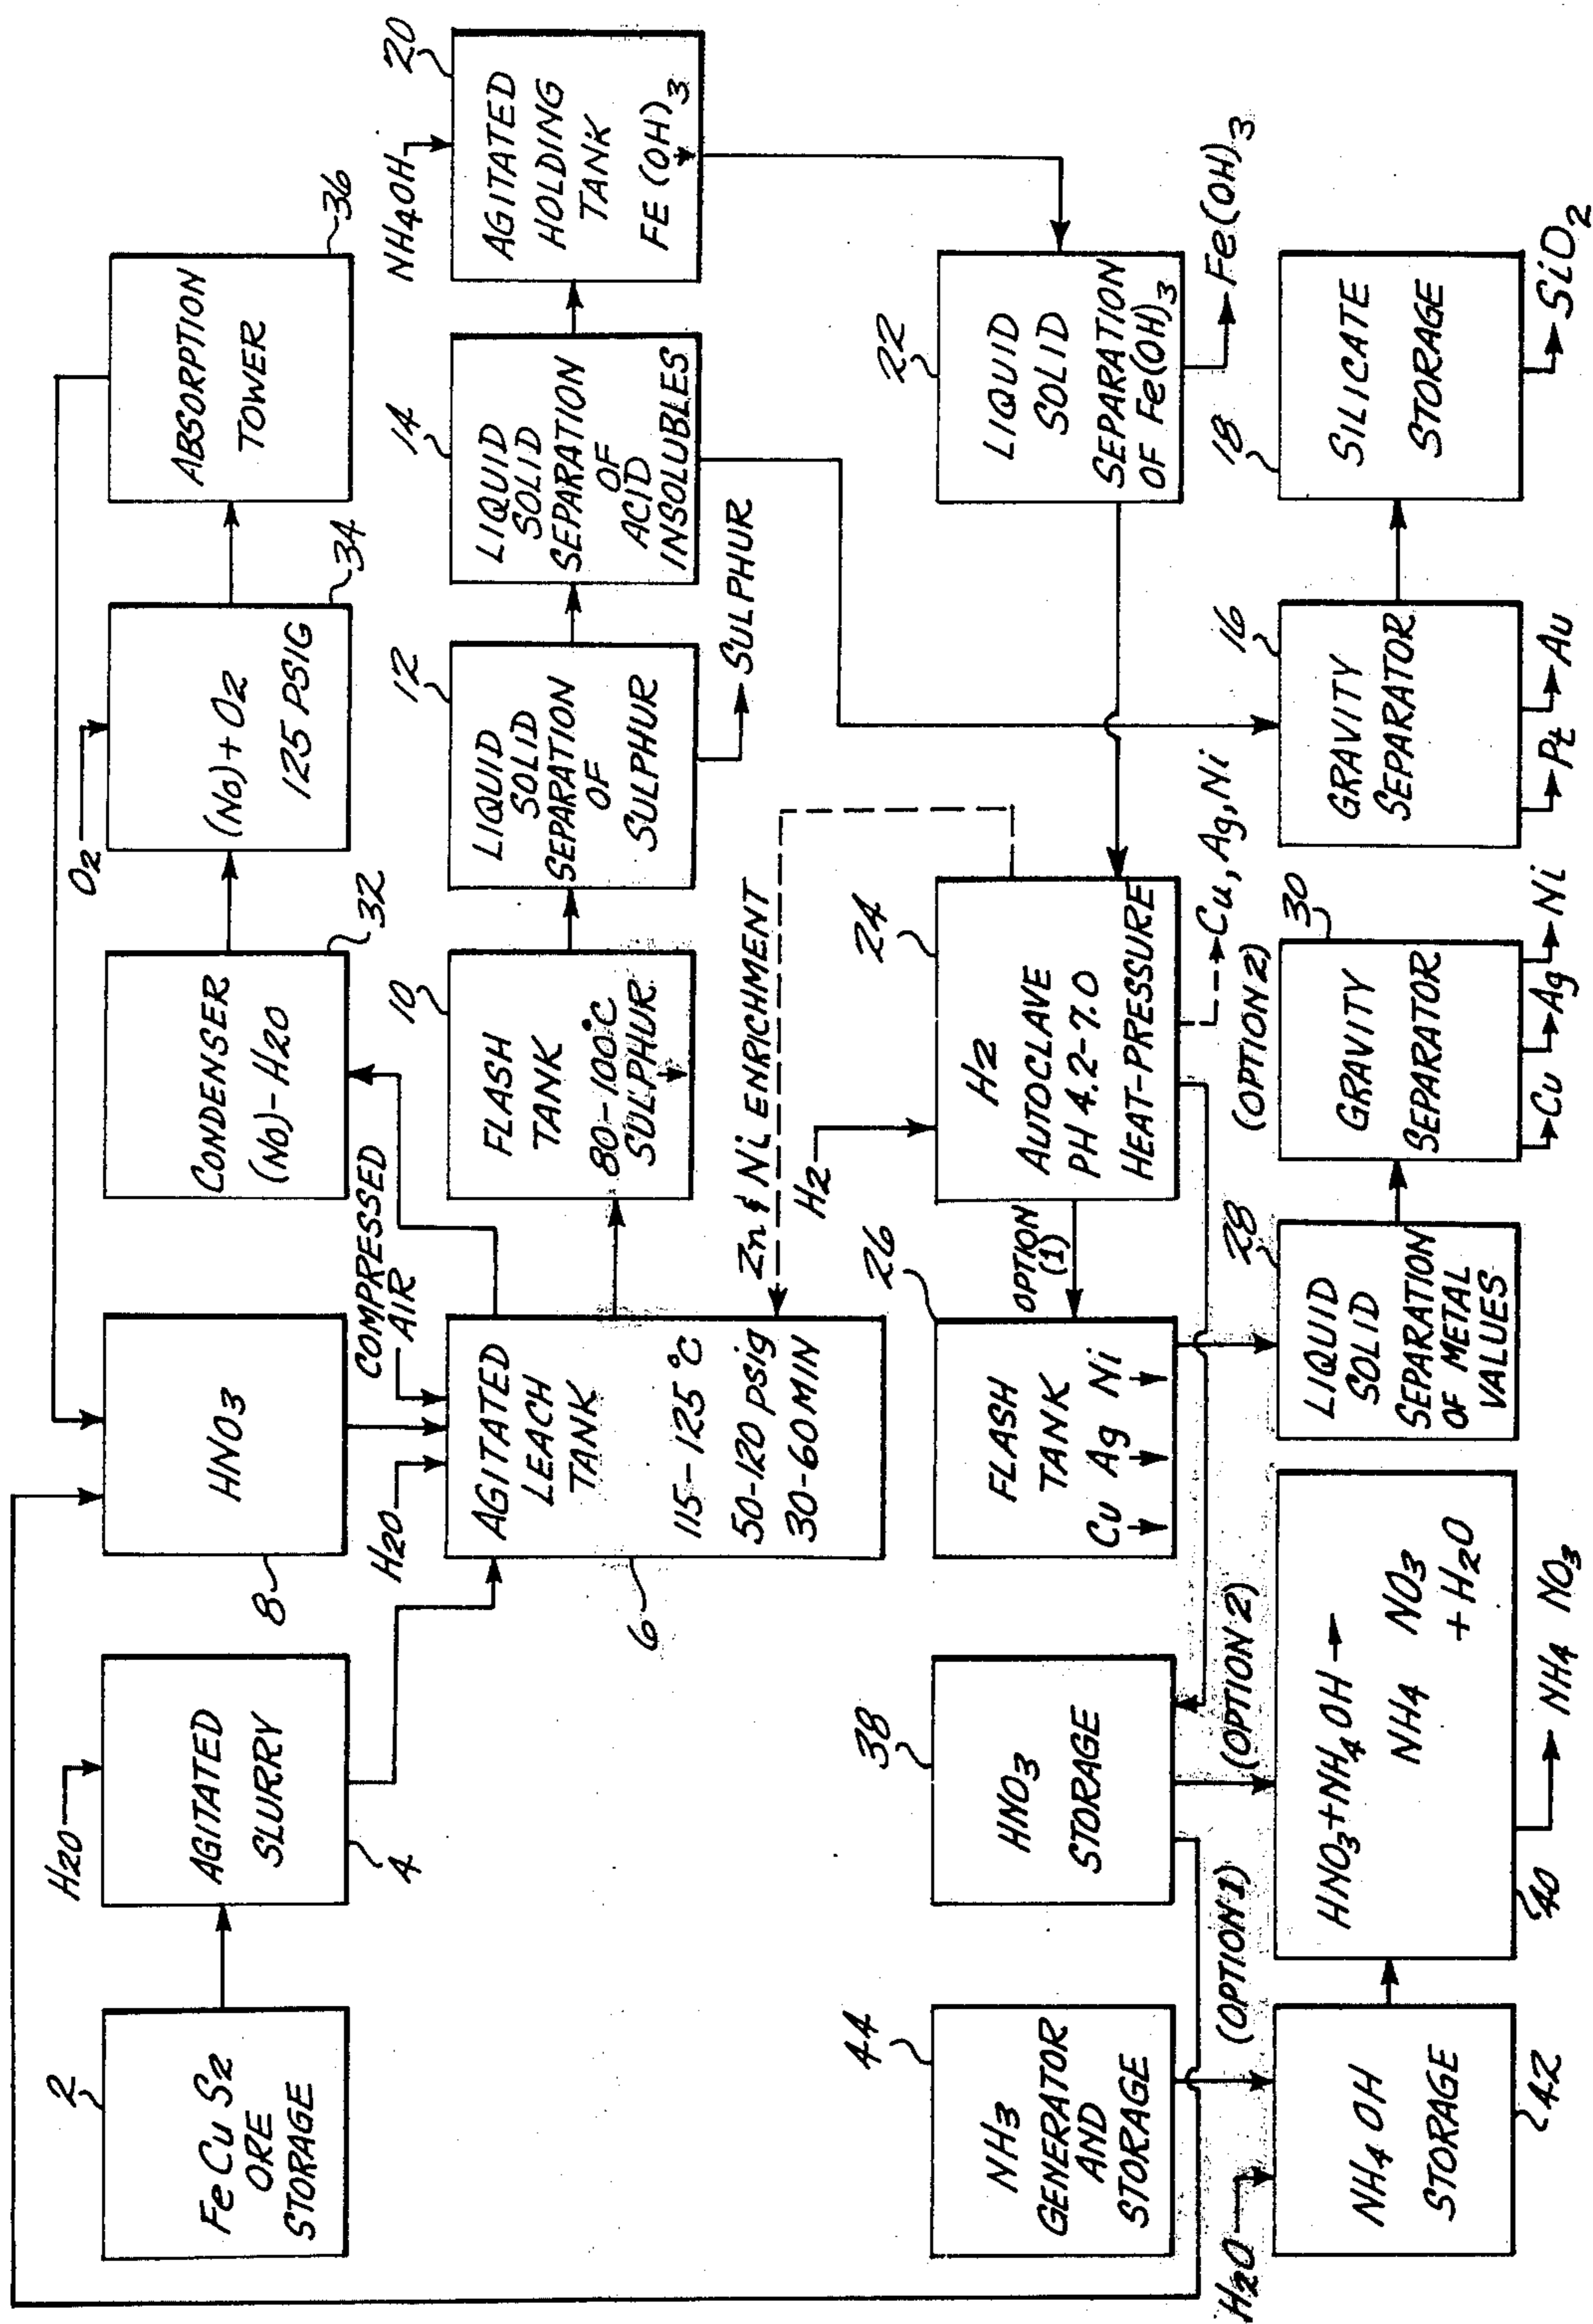 2
Fe Cu S2
ORE
STORAGE
H2O
AGITATED
SLURRY
4
HNO3
8
COMPRESSED
AIR
H2O
AGITATED
LEACH
TANK
115-125°C
50-120 psig
30-60 MIN
6
CONDENSER
(NO)-H2O
32
O2
(NO)+O2
125 PSIG
34
ABSORPTION
TOWER
36
10
FLASH
TANK
80-100°C
SULPHUR
12
LIQUID
SOLID
SEPARATION
OF
SULPHUR
SULPHUR
14
LIQUID
SOLID
SEPARATION
OF
ACID
INSOLUBLES
NH4OH
20
AGITATED
HOLDING
TANK
FE (OH)3
Zn & Ni ENRICHMENT
44
NH3
GENERATOR
AND
STORAGE
38
HNO3
STORAGE
26
FLASH
TANK
Cu Ag Ni
OPTION
(1)
H2
24
H2
AUTOCLAVE
PH 4.2-7.0
HEAT-PRESSURE
Cu, Ag, Ni
(OPTION 2)
22
LIQUID
SOLID
SEPARATION
OF Fe(OH)3
Fe(OH)3
(OPTION 1)
(OPTION 2)
H2O
NH4 OH
STORAGE
42
HNO3+NH4OH
NH4 NO3
+ H2O
40
NH4 NO3
28
LIQUID
SOLID
SEPARATION
OF METAL
VALUES
30
GRAVITY
SEPARATOR
Cu Ag Ni
16
GRAVITY
SEPARATOR
Pt Au
18
SILICATE
STORAGE
SiO2